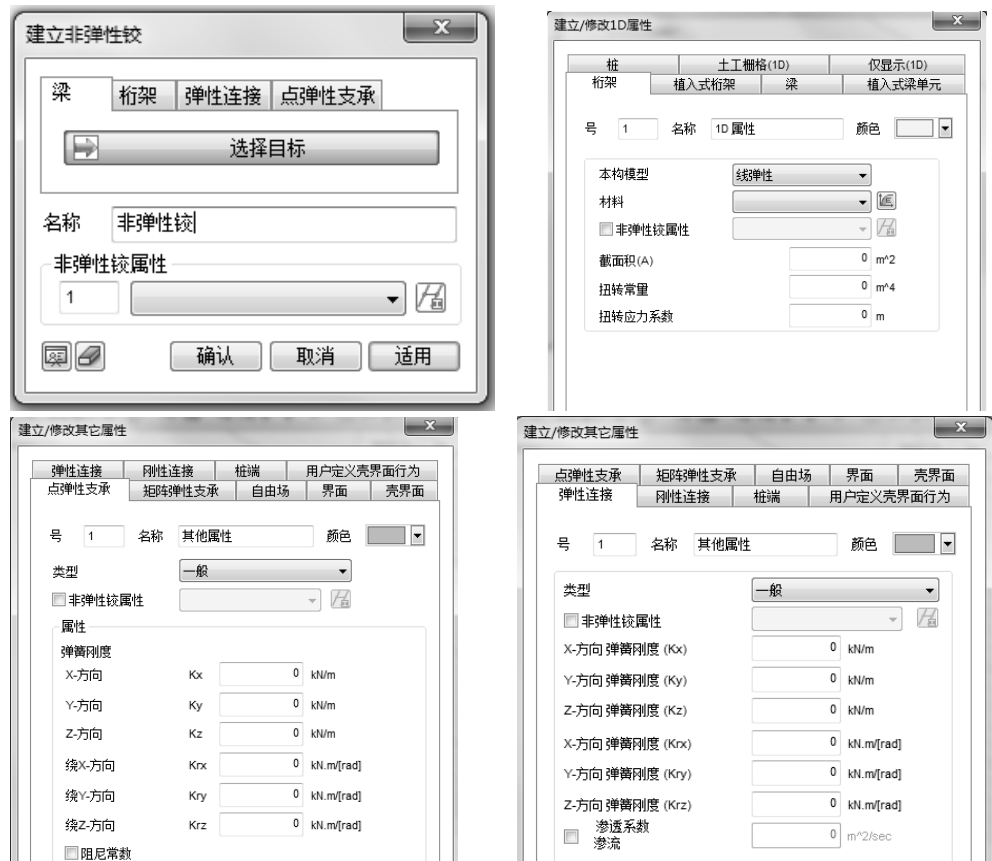 建立非弹性铰
梁 桁架 弹性连接 点弹性支承
选择目标
名称 非弹性铰
非弹性铰属性
1
确认 取消 适用
建立/修改1D属性
桩 土工栅格(1D) 仅显示(1D)
桁架 植入式桁架 梁 植入式梁单元
号 1 名称 1D 属性 颜色
本构模型 线弹性
材料
非弹性铰属性
截面积(A) 0 m^2
扭转常量 0 m^4
扭转应力系数 0 m
建立/修改其它属性
弹性连接 刚性连接 桩端 用户定义壳界面行为
点弹性支承 矩阵弹性支承 自由场 界面 壳界面
号 1 名称 其他属性 颜色
类型 一般
非弹性铰属性
属性
弹簧刚度
X-方向 Kx 0 kN/m
Y-方向 Ky 0 kN/m
Z-方向 Kz 0 kN/m
绕X-方向 Krx 0 kN.m/[rad]
绕Y-方向 Kry 0 kN.m/[rad]
绕Z-方向 Krz 0 kN.m/[rad]
阻尼常数
建立/修改其它属性
点弹性支承 矩阵弹性支承 自由场 界面 壳界面
弹性连接 刚性连接 桩端 用户定义壳界面行为
号 1 名称 其他属性 颜色
类型 一般
非弹性铰属性
X-方向 弹簧刚度 (Kx) 0 kN/m
Y-方向 弹簧刚度 (Ky) 0 kN/m
Z-方向 弹簧刚度 (Kz) 0 kN/m
X-方向 弹簧刚度 (Krx) 0 kN.m/[rad]
Y-方向 弹簧刚度 (Kry) 0 kN.m/[rad]
Z-方向 弹簧刚度 (Krz) 0 kN.m/[rad]
渗透系数
渗流 0 m^2/sec